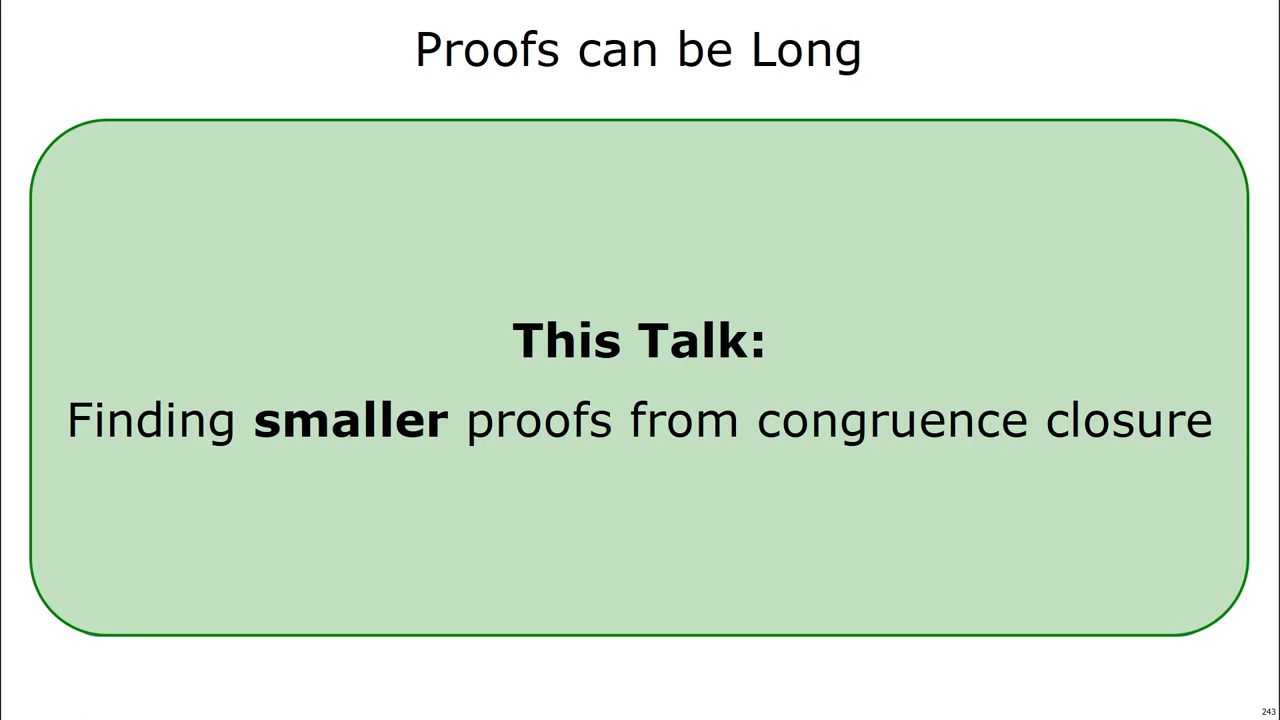 Proofs can be Long
This Talk:
Finding smaller proofs from congruence closure
243